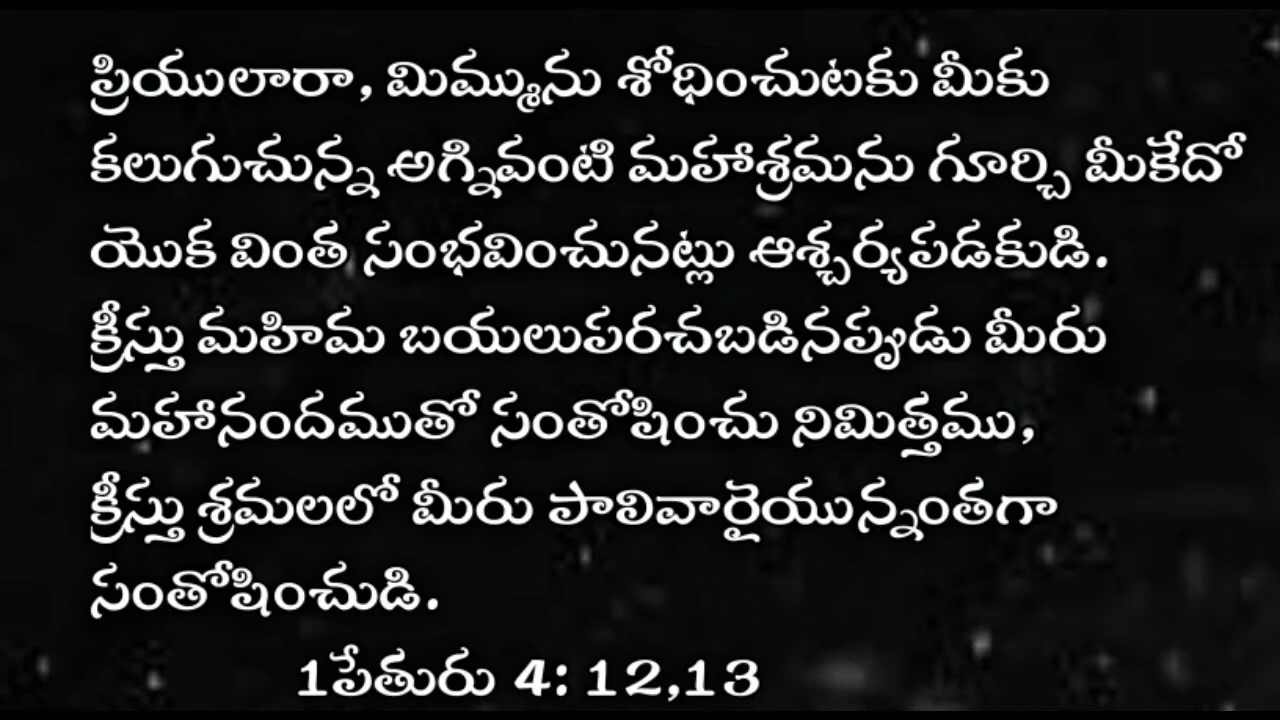 ప్రియులారా, మిమ్మును శోధించుటకు మీకు
కలుగుచున్న అగ్నివంటి మహాశ్రమను గూర్చి మీకేదో
యొక వింత సంభవించునట్లు ఆశ్చర్యపడకుడి.
క్రీస్తు మహిమ బయలుపరచబడినప్పుడు మీరు
మహానందముతో సంతోషించు నిమిత్తము,
క్రీస్తు శ్రమలలో మీరు పాలివారైయున్నంతగా
సంతోషించుడి.
1పేతురు 4: 12,13